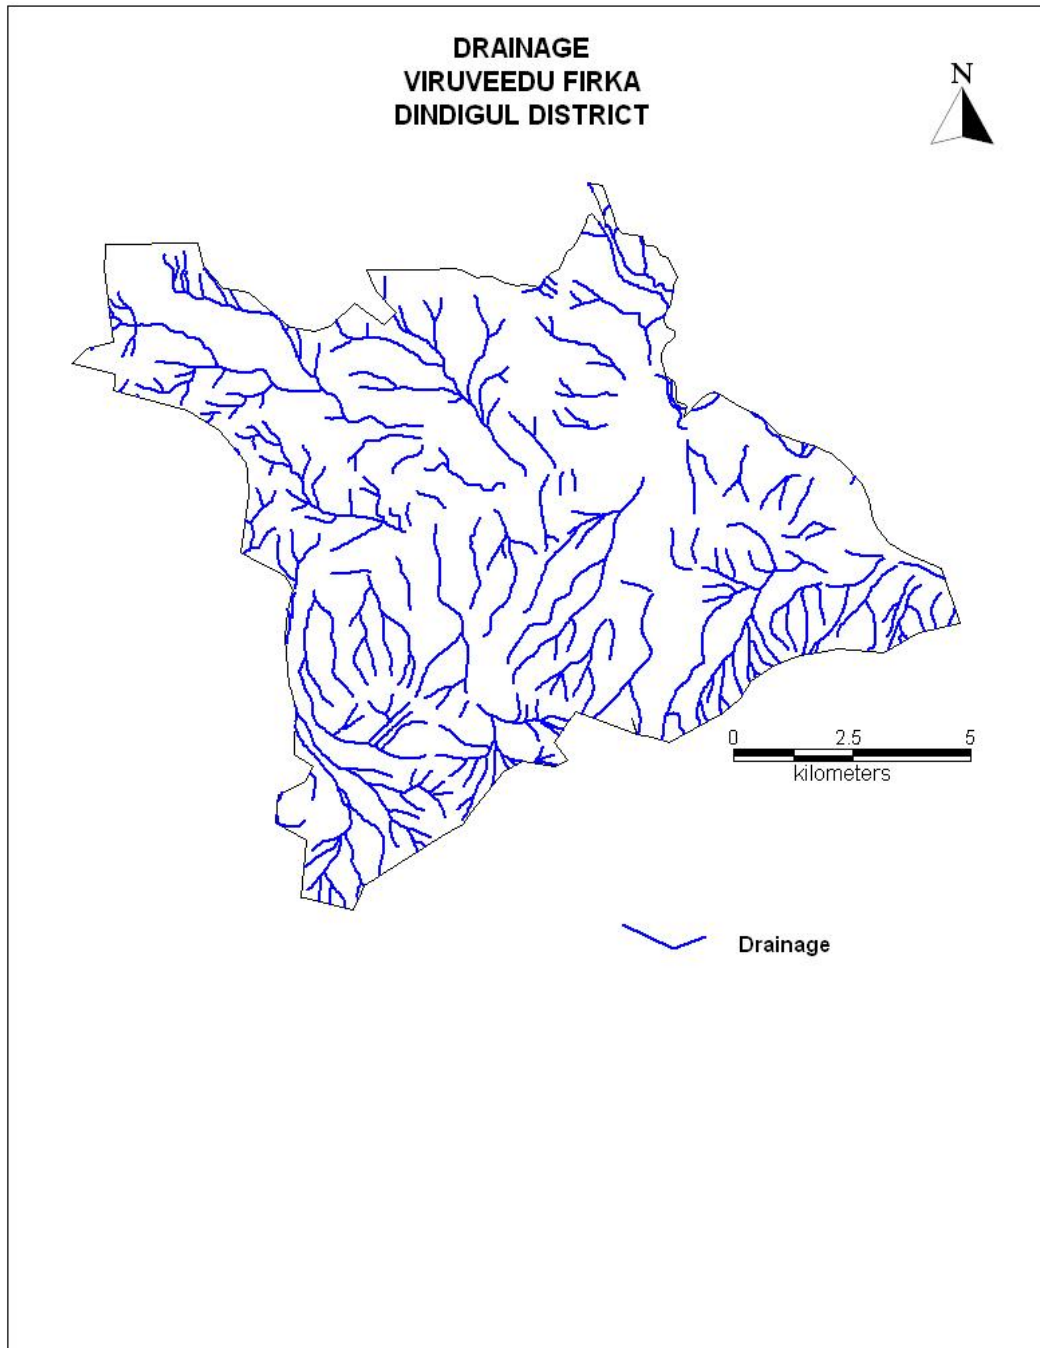 DRAINAGE
VIRUVEEDU FIRKA
DINDIGUL DISTRICT
N
0 2.5 5
kilometers
Drainage